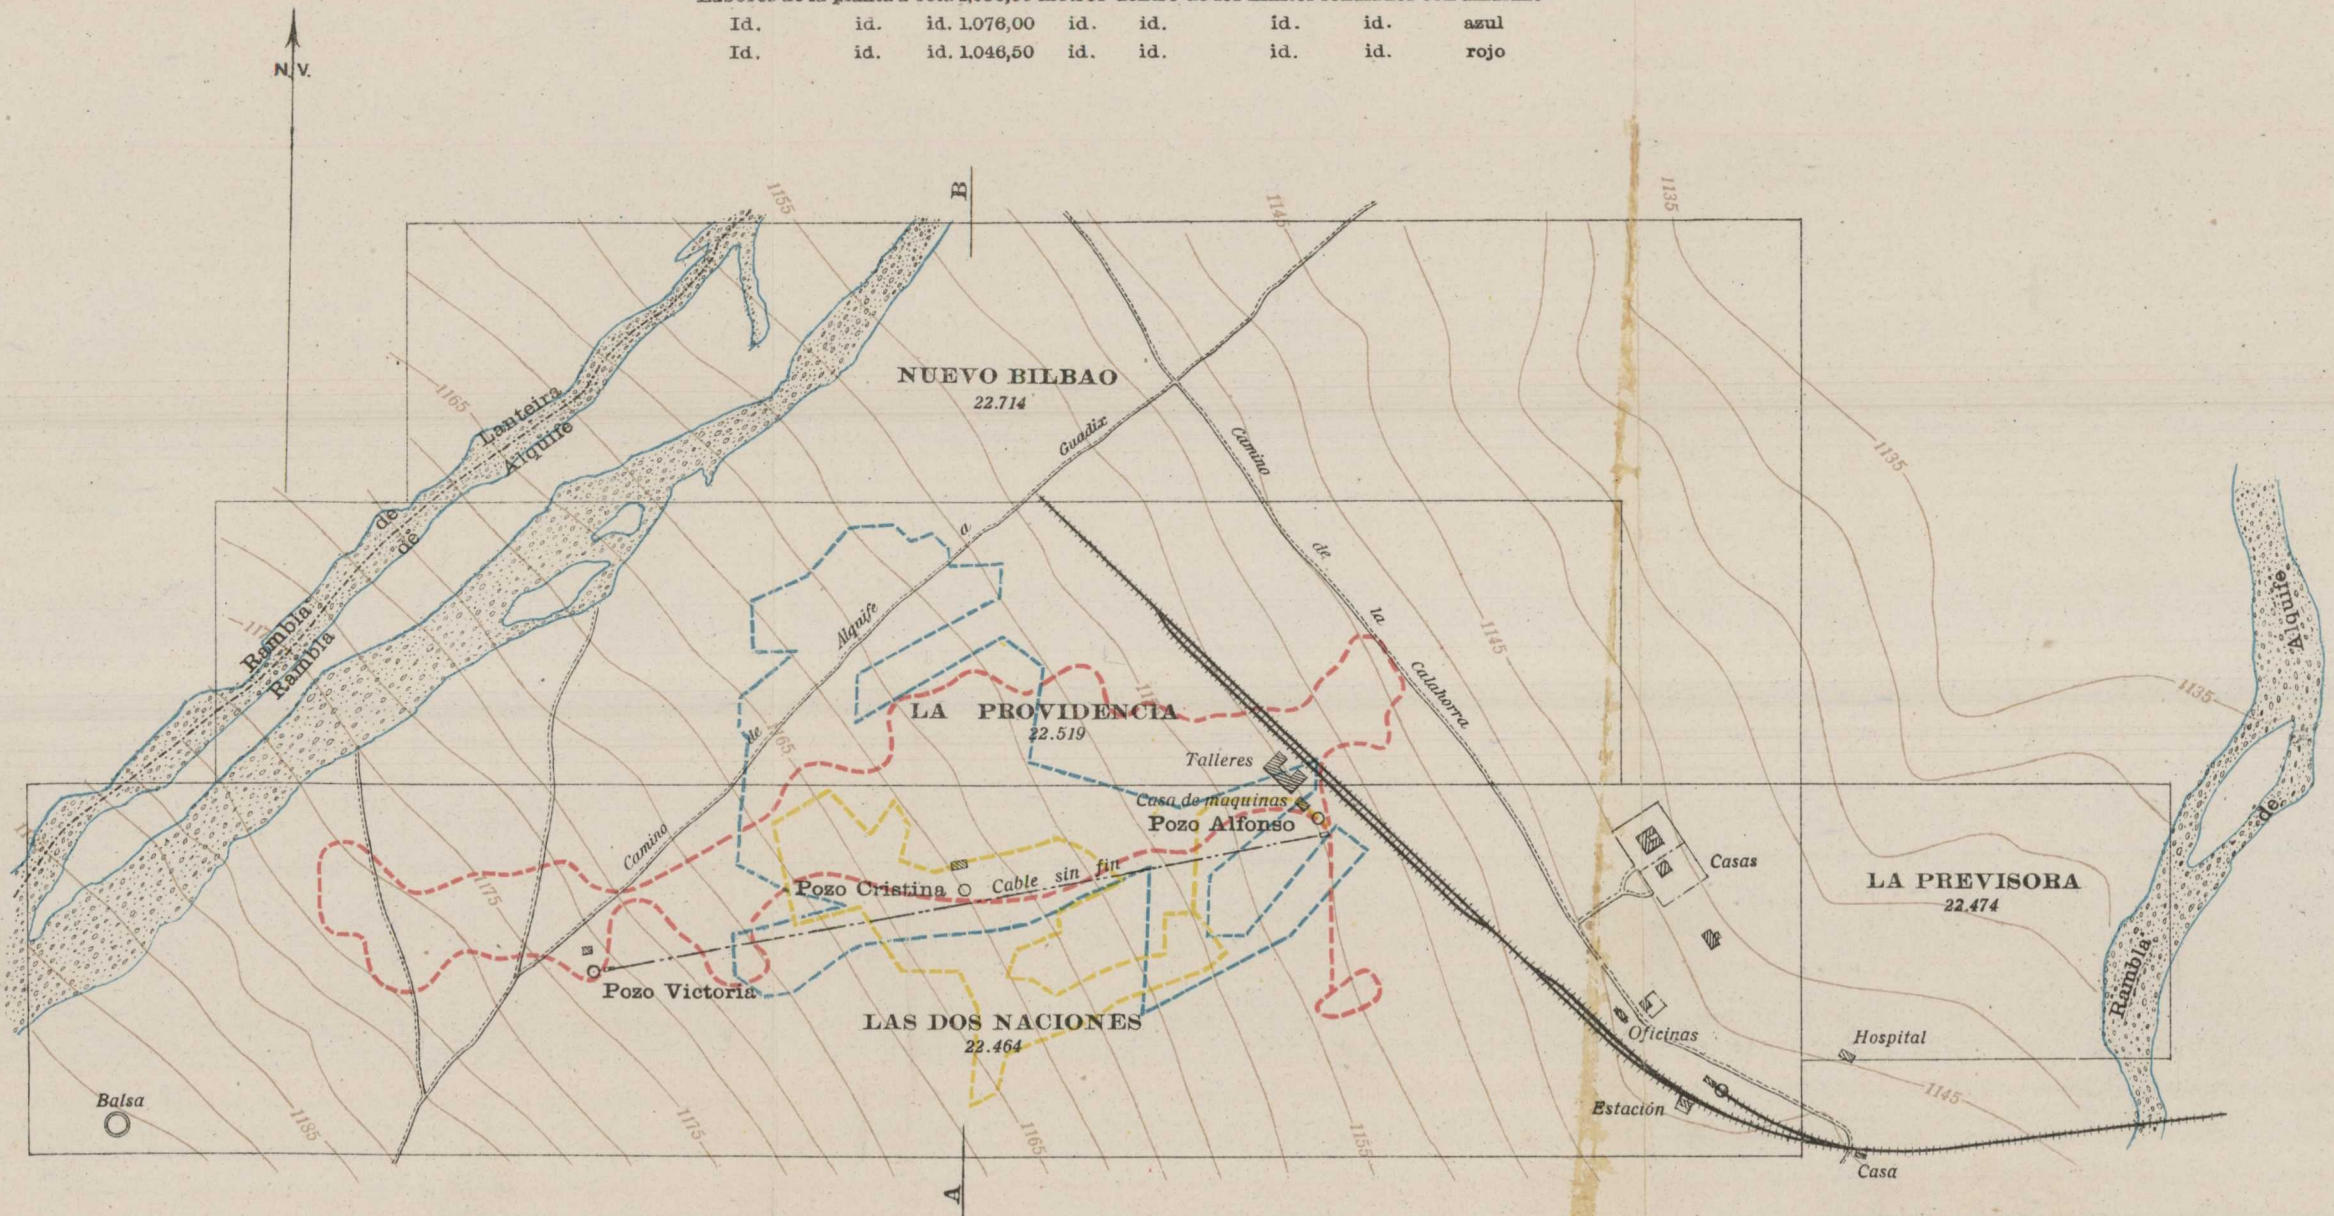 Id. id. id. 1.076,00 id. id. id. id. azul
Id. id. id. 1.046,50 id. id. id. id. rojo
N. V.
B
1155
1145
1135
NUEVO BILBAO
22.714
1165
Rambla de Lanteira
Rambla de Alquife
Camino de Alquife a Guadix
Camino de la Calahorra
1135
1145
1135
LA PROVIDENCIA
22.519
Talleres
Casa de maquinas
Pozo Alfonso
Casas
LA PREVISORA
22.474
Rambla de Alquife
Pozo Cristina
Cable sin fin
1175
Pozo Victoria
LAS DOS NACIONES
22.464
Oficinas
Hospital
Estación
1145
Casa
Balsa
1185
1175
1165
1155
A